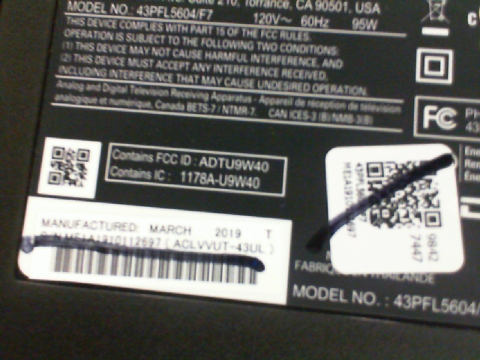 Suite 210, Torrance, CA 90501, USA
MODEL NO.: 43PFL5604/F7 120V～ 60Hz 95W
THIS DEVICE COMPLIES WITH PART 15 OF THE FCC RULES.
OPERATION IS SUBJECT TO THE FOLLOWING TWO CONDITIONS:
(1) THIS DEVICE MAY NOT CAUSE HARMFUL INTERFERENCE, AND
(2) THIS DEVICE MUST ACCEPT ANY INTERFERENCE RECEIVED,
INCLUDING INTERFERENCE THAT MAY CAUSE UNDESIRED OPERATION.
Analog and Digital Television Receiving Apparatus - Appareil de réception de télévision
analogique et numérique, Canada BETS-7 / NTMR-7. CAN ICES-3 (B)/NMB-3(B)
FC
Contains FCC ID : ADTU9W40
Contains IC : 1178A-U9W40
MANUFACTURED: MARCH 2019 T
(ACLVVUT-43UL)
9842
7447
THAILANDE
MODEL NO. : 43PFL5604/